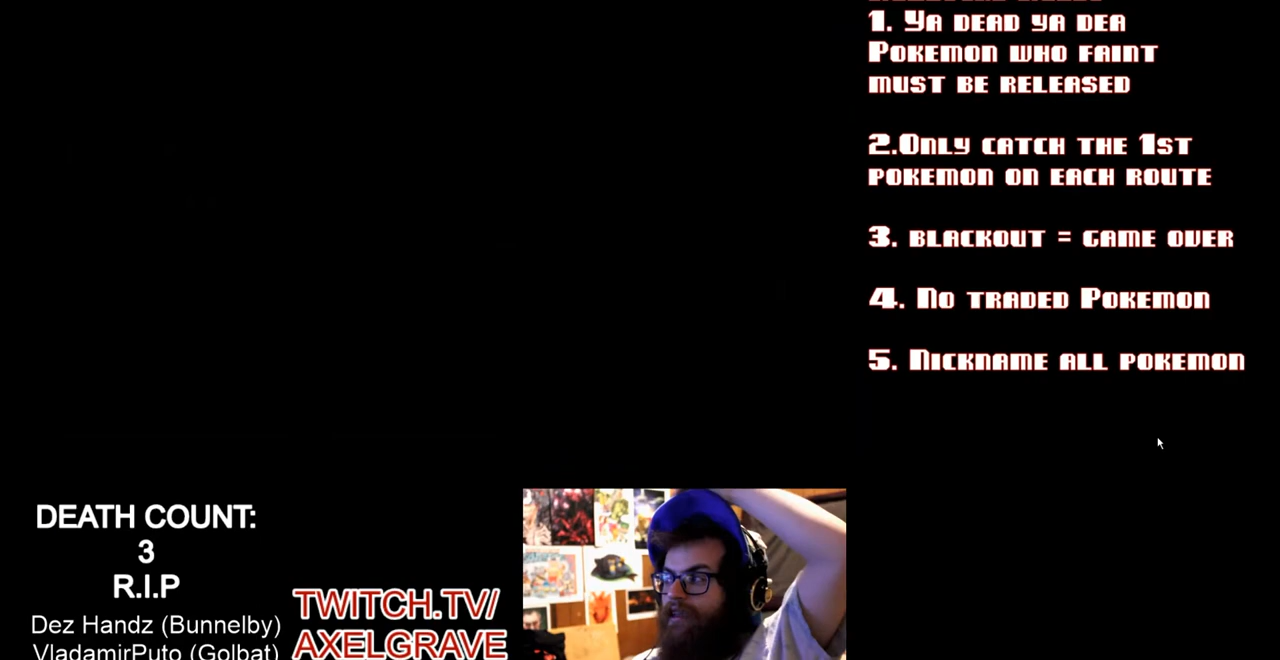 1. Ya dead ya dea
Pokemon who faint
must be released
2.Only catch the 1st
pokemon on each route
3. blackout = game over
4. No traded Pokemon
5. Nickname all pokemon
DEATH COUNT:
3
R.I.P
Dez Handz (Bunnelby)
VladamirPuto (Golbat)
TWITCH.TV/
AXELGRAVE